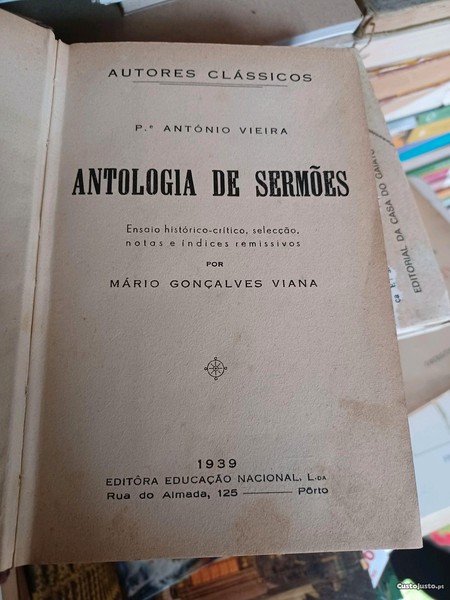 AUTORES CLÁSSICOS
P.e ANTÓNIO VIEIRA
ANTOLOGIA DE SERMÕES
Ensaio histórico-crítico, selecção,
notas e índices remissivos
POR
MÁRIO GONÇALVES VIANA
1939
EDITÓRA EDUCAÇÃO NACIONAL, L.DA
Rua do Almada, 125 ——— Pôrto
EDITORIAL DA CASA DO GAIATO
CustoJusto.pt